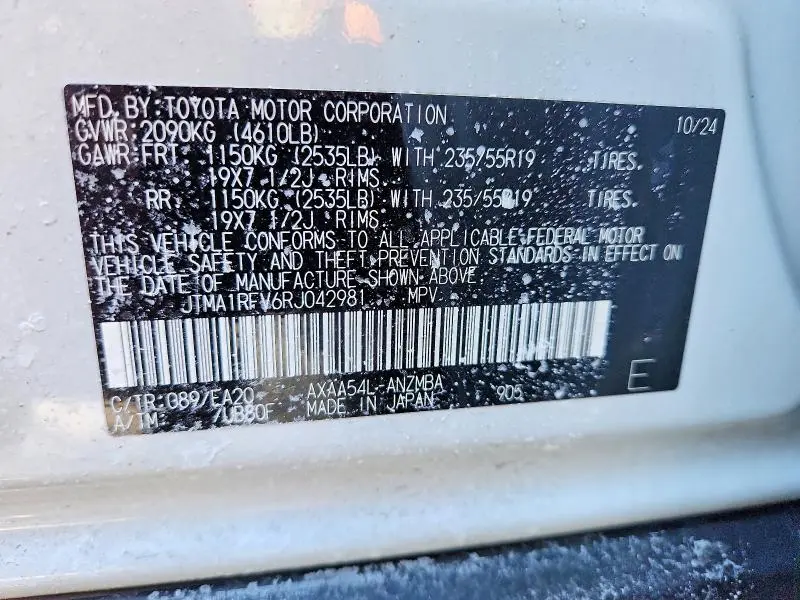 MFD. BY: TOYOTA MOTOR CORPORATION 10/24
GVWR: 2090KG (4610LB)
GAWR: FRT 1150KG (2535LB) WITH 235/55R19 TIRES.
19X7 1/2J RIMS
RR 1150KG (2535LB) WITH 235/55R19 TIRES.
19X7 1/2J RIMS
THIS VEHICLE CONFORMS TO ALL APPLICABLE FEDERAL MOTOR
VEHICLE SAFETY AND THEFT PREVENTION STANDARDS IN EFFECT ON
THE DATE OF MANUFACTURE SHOWN ABOVE.
JTMA1RFV6RJ042981 MPV
C/TR: 089/EA20 AXAA54L-ANZMBA 905 E
A/TM: /UB80F MADE IN JAPAN